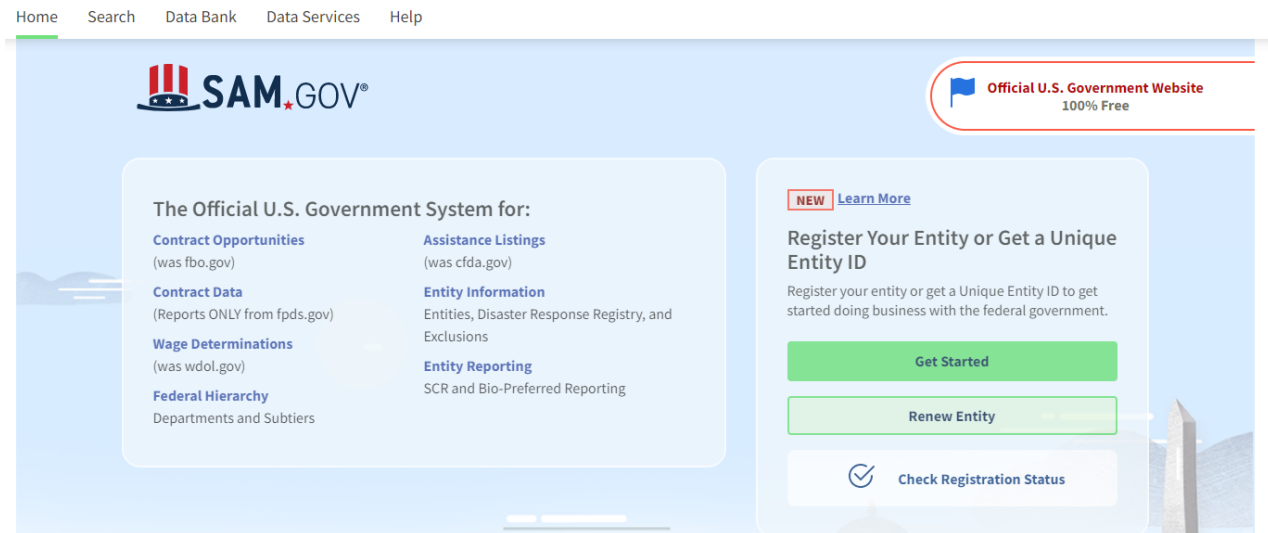 Home Search Data Bank Data Services Help
SAM.GOV®
Official U.S. Government Website
100% Free
The Official U.S. Government System for:
Contract Opportunities
(was fbo.gov)
Contract Data
(Reports ONLY from fpds.gov)
Wage Determinations
(was wdol.gov)
Federal Hierarchy
Departments and Subtiers
Assistance Listings
(was cfda.gov)
Entity Information
Entities, Disaster Response Registry, and
Exclusions
Entity Reporting
SCR and Bio-Preferred Reporting
NEW Learn More
Register Your Entity or Get a Unique
Entity ID
Register your entity or get a Unique Entity ID to get
started doing business with the federal government.
Get Started
Renew Entity
Check Registration Status